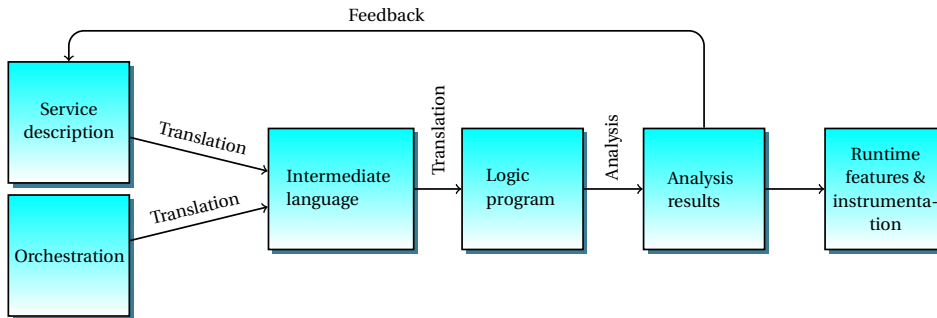 Feedback
Service
description
Translation
Translation
Orchestration
Intermediate
language
Translation
Logic
program
Analysis
Analysis
results
Runtime
features &
instrumenta-
tion